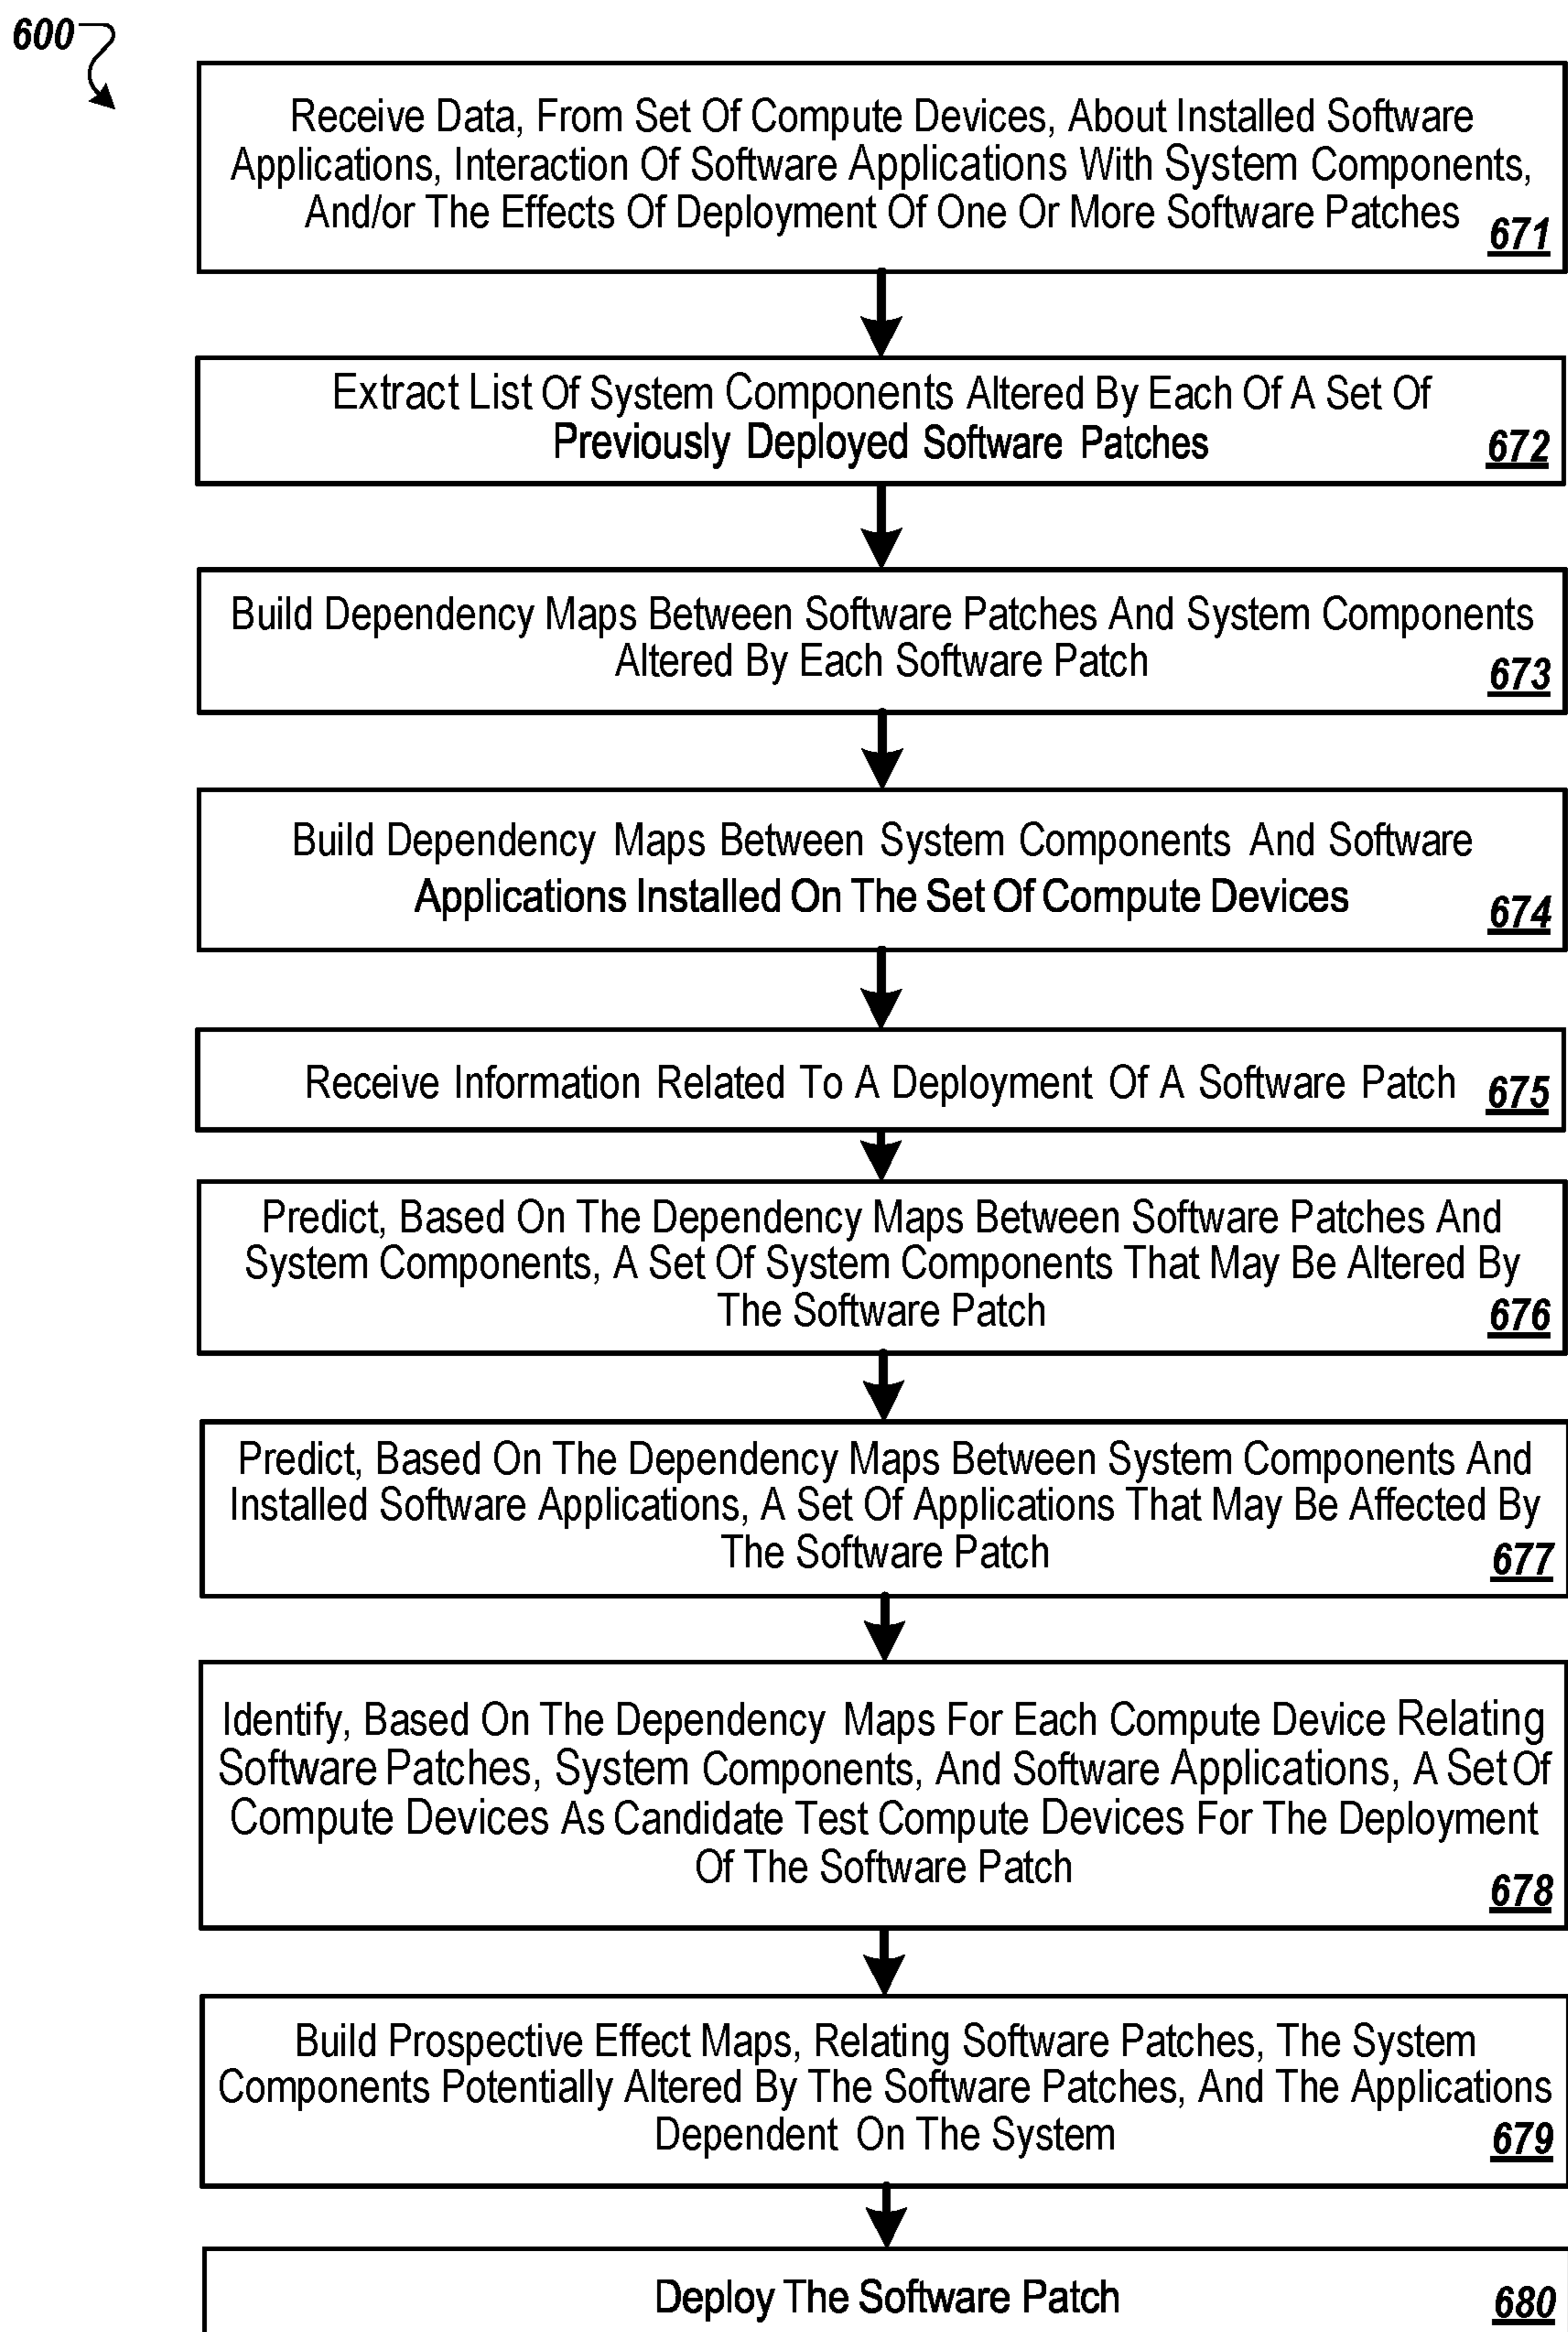 600
Receive Data, From Set Of Compute Devices, About Installed Software
Applications, Interaction Of Software Applications With System Components,
And/or The Effects Of Deployment Of One Or More Software Patches
671
Extract List Of System Components Altered By Each Of A Set Of
Previously Deployed Software Patches
672
Build Dependency Maps Between Software Patches And System Components
Altered By Each Software Patch
673
Build Dependency Maps Between System Components And Software
Applications Installed On The Set Of Compute Devices
674
Receive Information Related To A Deployment Of A Software Patch
675
Predict, Based On The Dependency Maps Between Software Patches And
System Components, A Set Of System Components That May Be Altered By
The Software Patch
676
Predict, Based On The Dependency Maps Between System Components And
Installed Software Applications, A Set Of Applications That May Be Affected By
The Software Patch
677
Identify, Based On The Dependency Maps For Each Compute Device Relating
Software Patches, System Components, And Software Applications, A Set Of
Compute Devices As Candidate Test Compute Devices For The Deployment
Of The Software Patch
678
Build Prospective Effect Maps, Relating Software Patches, The System
Components Potentially Altered By The Software Patches, And The Applications
Dependent On The System
679
Deploy The Software Patch
680